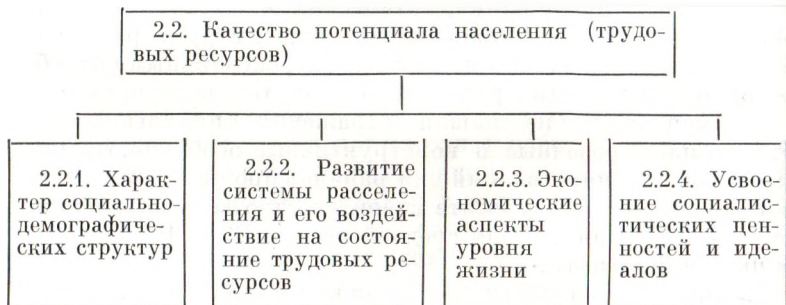 2.2. Качество потенциала населения (трудо-
вых ресурсов)
2.2.1. Харак-
тер социально-
демографиче-
ских структур
2.2.2. Развитие
системы расселе-
ния и его воздей-
ствие на состоя-
ние трудовых ре-
сурсов
2.2.3. Эко-
номические
аспекты
уровня
жизни
2.2.4. Усвое-
ние социалис-
тических цен-
ностей и иде-
алов